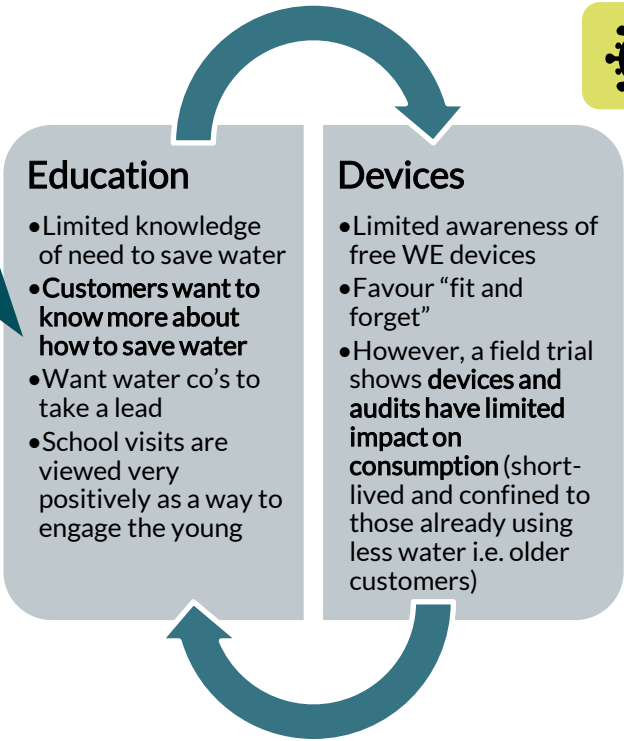 Education
•Limited knowledge
of need to save water
•Customers want to
know more about
how to save water
•Want water co's to
take a lead
•School visits are
viewed very
positively as a way to
engage the young
Devices
•Limited awareness of
free WE devices
•Favour “fit and
forget”
•However, a field trial
shows devices and
audits have limited
impact on
consumption (short-
lived and confined to
those already using
less water i.e. older
customers)